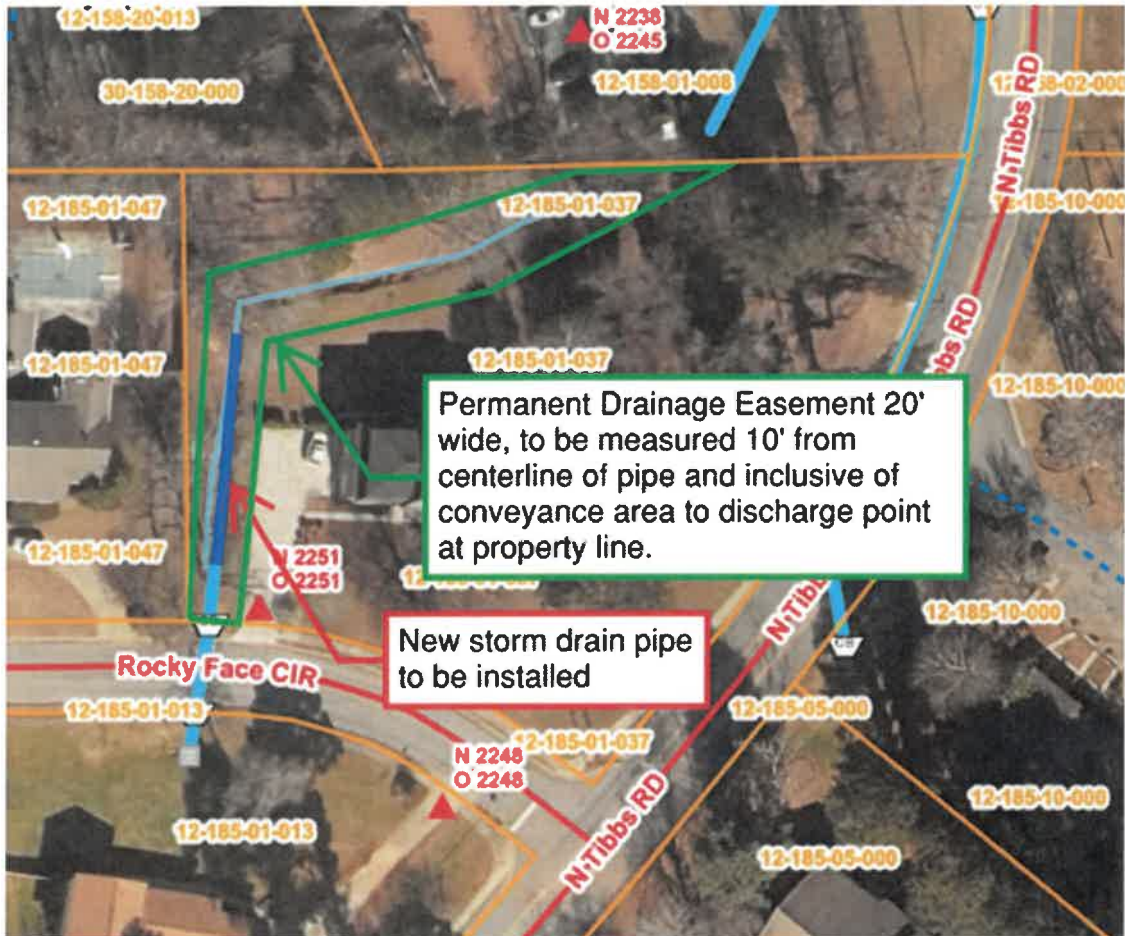 12-158-20-013
N 2238
O 2245
30-158-20-000
12-158-01-008
N Tibbs RD
12-185-01-047
12-185-01-037
12-185-10-000
12-185-01-047
12-185-01-037
N Tibbs RD
12-185-10-000
Permanent Drainage Easement 20'
wide, to be measured 10' from
centerline of pipe and inclusive of
conveyance area to discharge point
at property line.
12-185-01-047
N 2251
O 2251
12-185-10-000
New storm drain pipe
to be installed
CB
Rocky Face CIR
12-185-01-013
12-185-05-000
12-185-01-037
N 2248
O 2248
N Tibbs RD
12-185-10-000
12-185-01-013
12-185-05-000